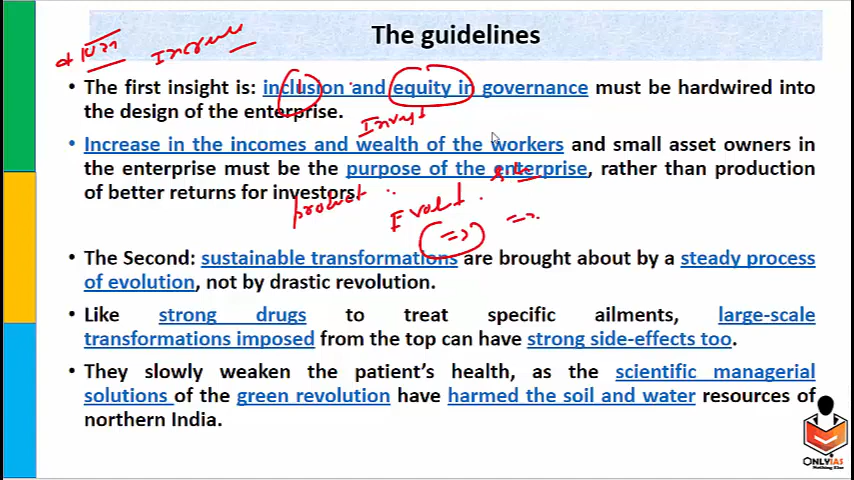 The guidelines
Increase
• The first insight is: inclusion and equity in governance must be hardwired into
the design of the enterprise.
Invest
• Increase in the incomes and wealth of the workers and small asset owners in
the enterprise must be the purpose of the enterprise, rather than production
of better returns for investors.
product
• The Second: sustainable transformations are brought about by a steady process
of evolution, not by drastic revolution.
• Like strong drugs to treat specific ailments, large-scale
transformations imposed from the top can have strong side-effects too.
• They slowly weaken the patient's health, as the scientific managerial
solutions of the green revolution have harmed the soil and water resources of
northern India.
ONLYIAS
Nothing Else